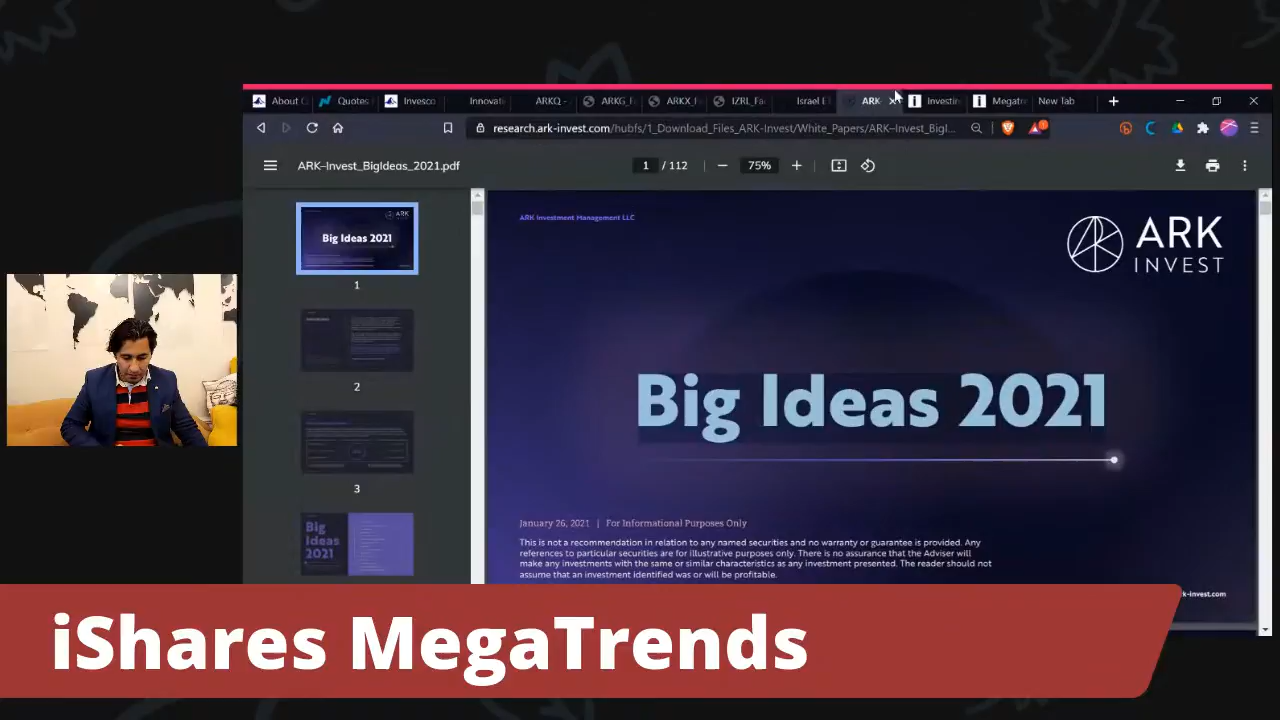 About
Quotes
Invesco
Innovat
ARKQ -
ARKG_F
ARKX_F
IZRL_Fa
Israel E
ARK
Investin
Megatr
New Tab
research.ark-invest.com/hubfs/1_Download_Files_ARK-Invest/White_Papers/ARK–Invest_BigI...
ARK–Invest_BigIdeas_2021.pdf
1 / 112
75%
ARK Investment Management LLC
ARK
INVEST
Big Ideas 2021
1
2
3
Big
Ideas
2021
Big Ideas 2021
January 26, 2021 | For Informational Purposes Only
This is not a recommendation in relation to any named securities and no warranty or guarantee is provided. Any
references to particular securities are for illustrative purposes only. There is no assurance that the Adviser will
make any investments with the same or similar characteristics as any investment presented. The reader should not
assume that an investment identified was or will be profitable.
k-invest.com
iShares MegaTrends